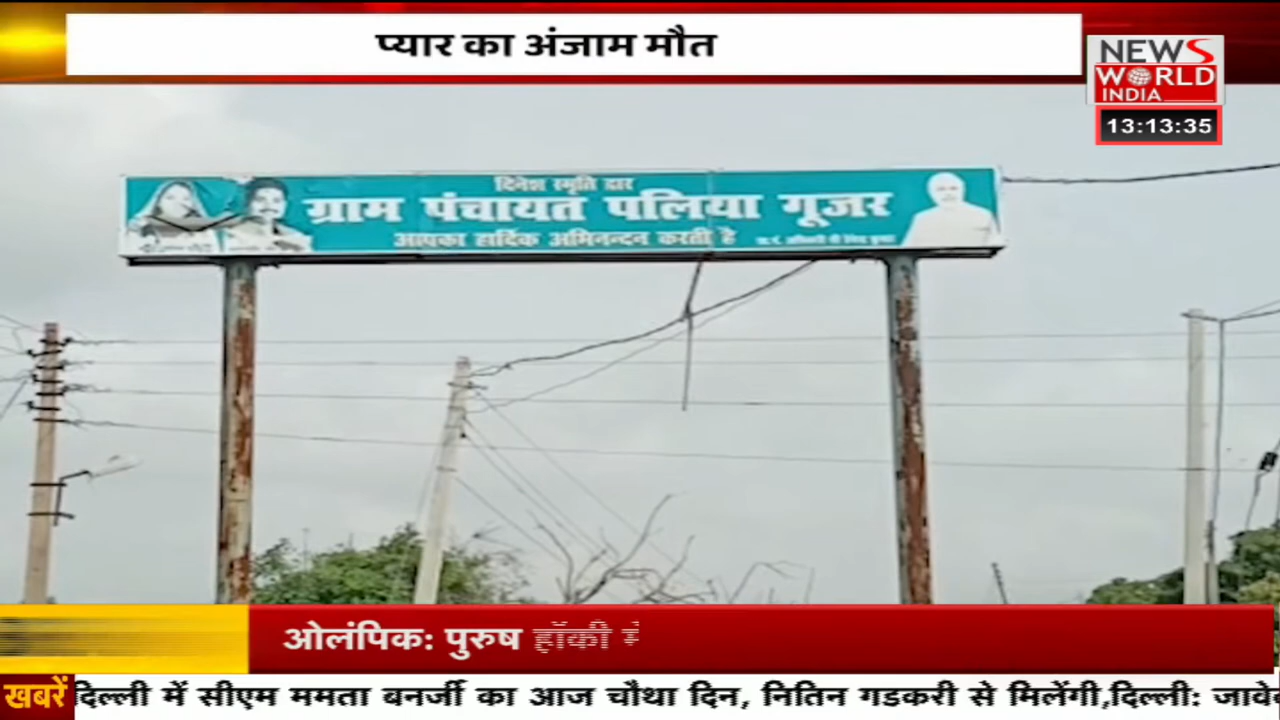 प्यार का अंजाम मौत
NEWS
WORLD
INDIA
13:13:35
दिनेश स्मृति द्वार
ग्राम पंचायत पलिया गूजर
आपका हार्दिक अभिनन्दन करती है
ओलंपिक: पुरुष हॉकी
खबरें
दिल्ली में सीएम ममता बनर्जी का आज चौथा दिन, नितिन गडकरी से मिलेंगी,दिल्ली: जावे